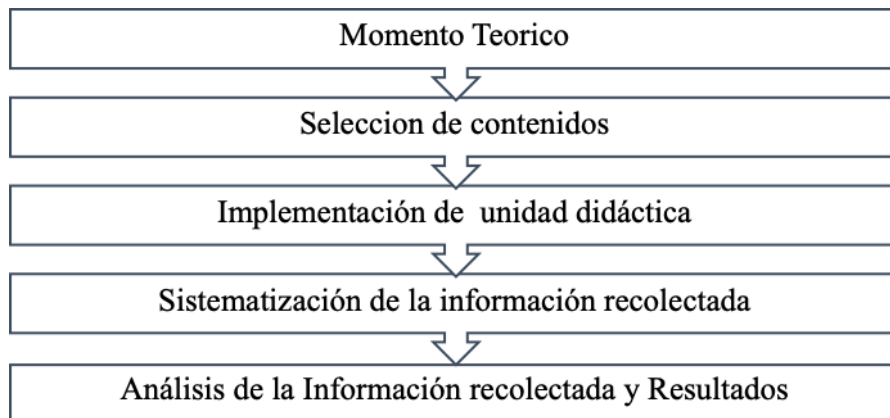 Momento Teorico
Seleccion de contenidos
Implementación de unidad didáctica
Sistematización de la información recolectada
Análisis de la Información recolectada y Resultados